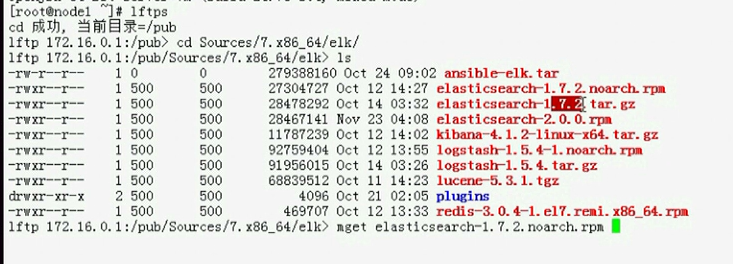 [root@node1 ~]# lftps
cd 成功, 当前目录=/pub
lftp 172.16.0.1:/pub> cd Sources/7.x86_64/elk/
lftp 172.16.0.1:/pub/Sources/7.x86_64/elk> ls
-rw-r--r-- 1 0 0 279388160 Oct 24 09:02 ansible-elk.tar
-rwxr--r-- 1 500 500 27304727 Oct 12 14:27 elasticsearch-1.7.2.noarch.rpm
-rwxr--r-- 1 500 500 28478292 Oct 14 03:32 elasticsearch-1.7.2.tar.gz
-rwxr--r-- 1 500 500 28467141 Nov 23 04:08 elasticsearch-2.0.0.rpm
-rwxr--r-- 1 500 500 11787239 Oct 12 14:02 kibana-4.1.2-linux-x64.tar.gz
-rwxr--r-- 1 500 500 92759404 Oct 12 13:55 logstash-1.5.4-1.noarch.rpm
-rwxr--r-- 1 500 500 91956015 Oct 14 03:26 logstash-1.5.4.tar.gz
-rwxr--r-- 1 500 500 68839512 Oct 11 14:23 lucene-5.3.1.tgz
drwxr-xr-x 2 500 500 4096 Oct 21 02:05 plugins
-rwxr--r-- 1 500 500 469707 Oct 12 13:33 redis-3.0.4-1.el7.remi.x86_64.rpm
lftp 172.16.0.1:/pub/Sources/7.x86_64/elk> mget elasticsearch-1.7.2.noarch.rpm